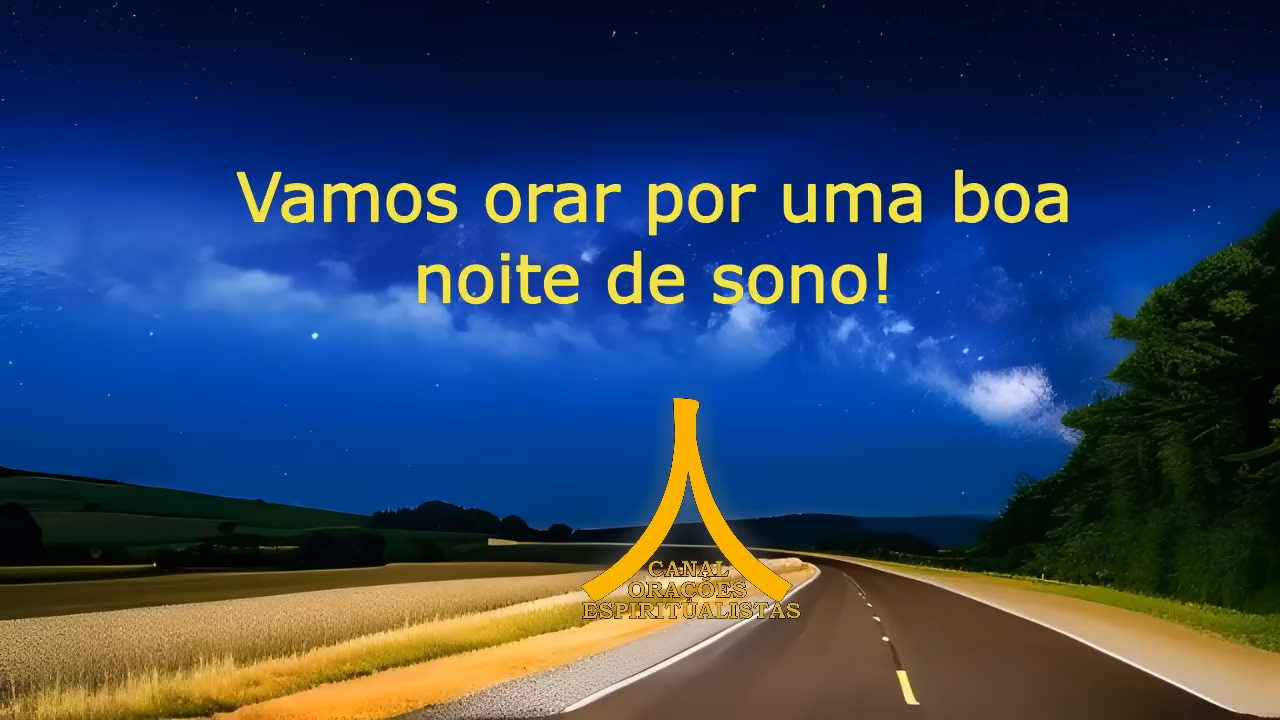 Vamos orar por uma boa
noite de sono!
CANAL
ORAÇÕES
ESPIRITUALISTAS